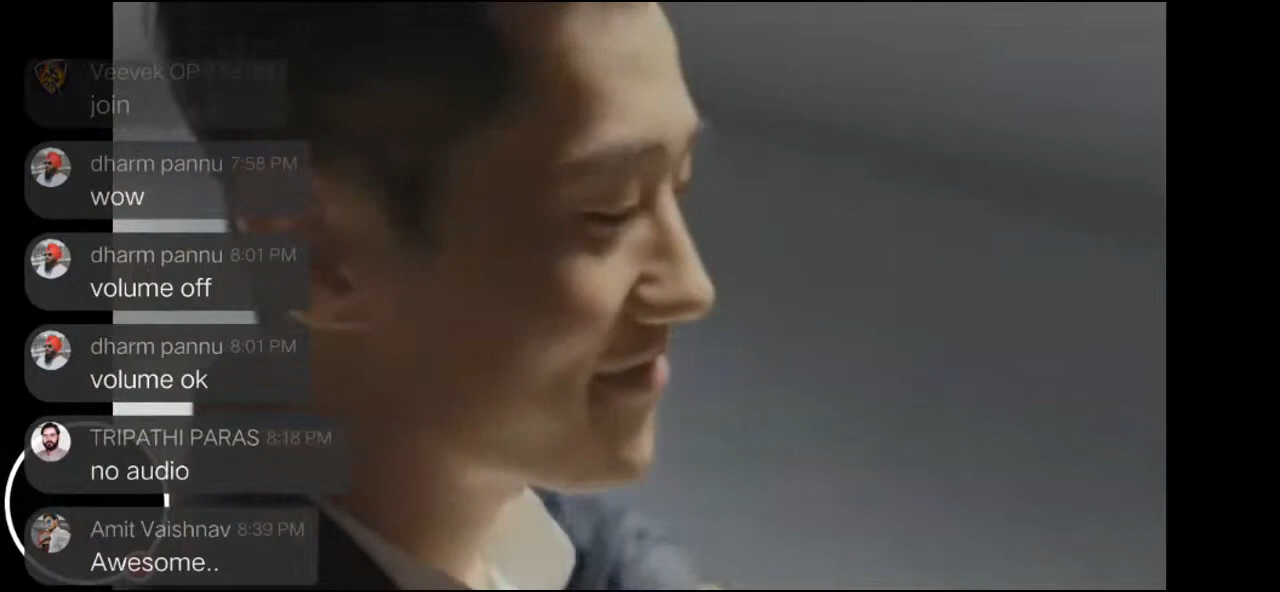 Veevek OP
join
dharm pannu 7:58 PM
wow
dharm pannu 8:01 PM
volume off
dharm pannu 8:01 PM
volume ok
TRIPATHI PARAS 8:18 PM
no audio
Amit Vaishnav 8:39 PM
Awesome..